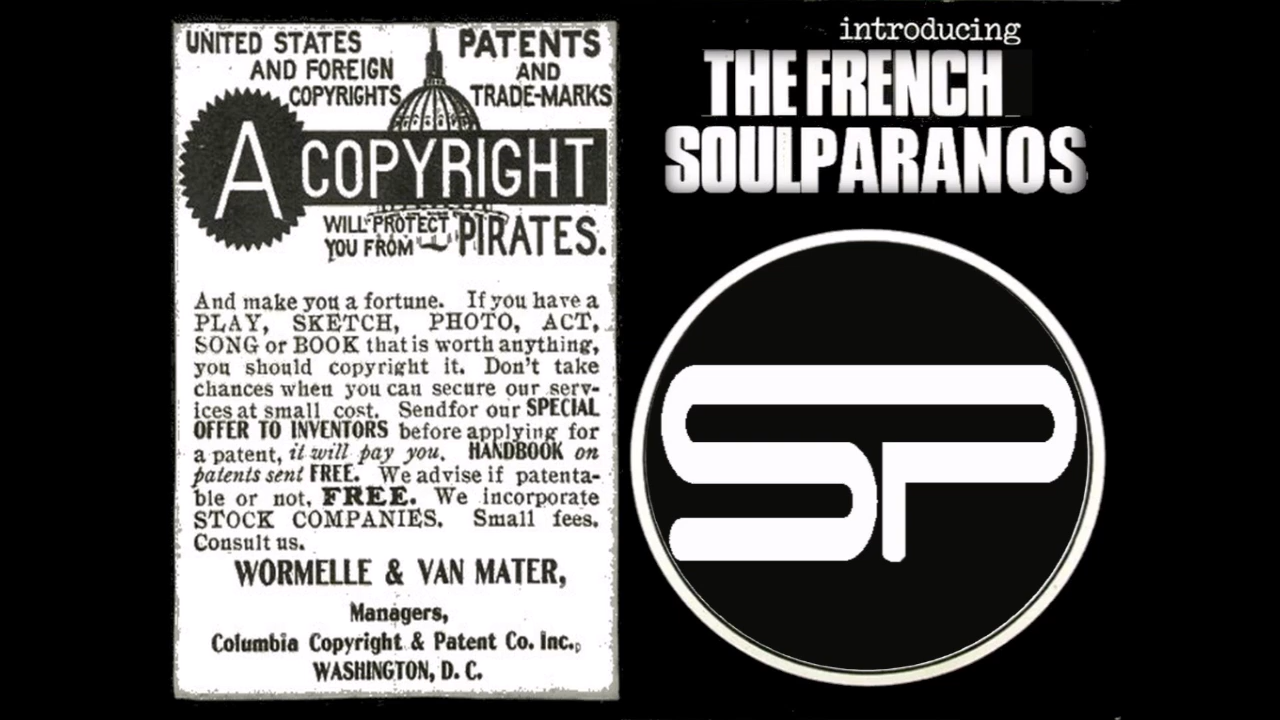 UNITED STATES
AND FOREIGN
COPYRIGHTS
PATENTS
AND
TRADE-MARKS
A COPYRIGHT
WILL PROTECT
YOU FROM PIRATES.
And make you a fortune. If you have a
PLAY, SKETCH, PHOTO, ACT,
SONG or BOOK that is worth anything,
you should copyright it. Don't take
chances when you can secure our serv-
ices at small cost. Sendfor our SPECIAL
OFFER TO INVENTORS before applying for
a patent, it will pay you. HANDBOOK on
patents sent FREE. We advise if patenta-
ble or not, FREE. We incorporate
STOCK COMPANIES. Small fees.
Consult us.
WORMELLE & VAN MATER,
Managers,
Columbia Copyright & Patent Co. Inc.,
WASHINGTON, D. C.
introducing
THE FRENCH
SOULPARANOS
SP